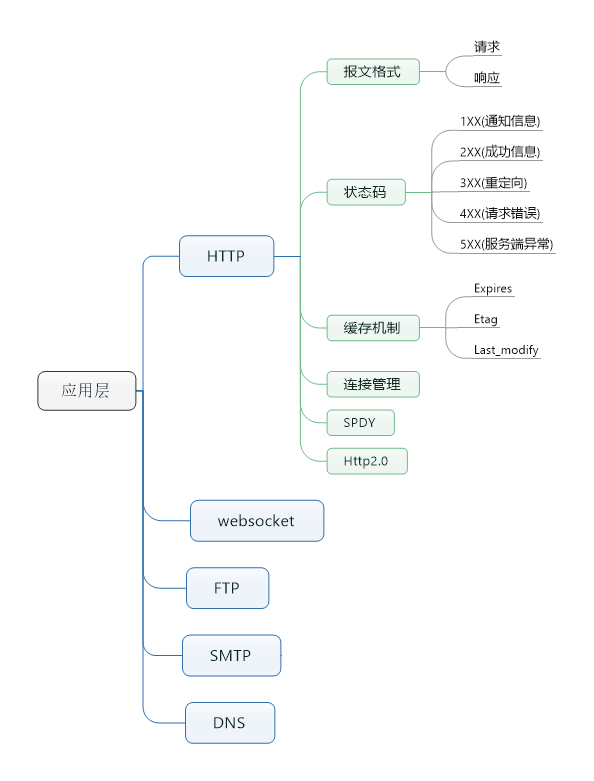 请求
报文格式
响应
1XX(通知信息)
2XX(成功信息)
状态码
3XX(重定向)
4XX(请求错误)
5XX(服务端异常)
HTTP
Expires
缓存机制
Etag
Last_modify
应用层
连接管理
SPDY
Http2.0
websocket
FTP
SMTP
DNS